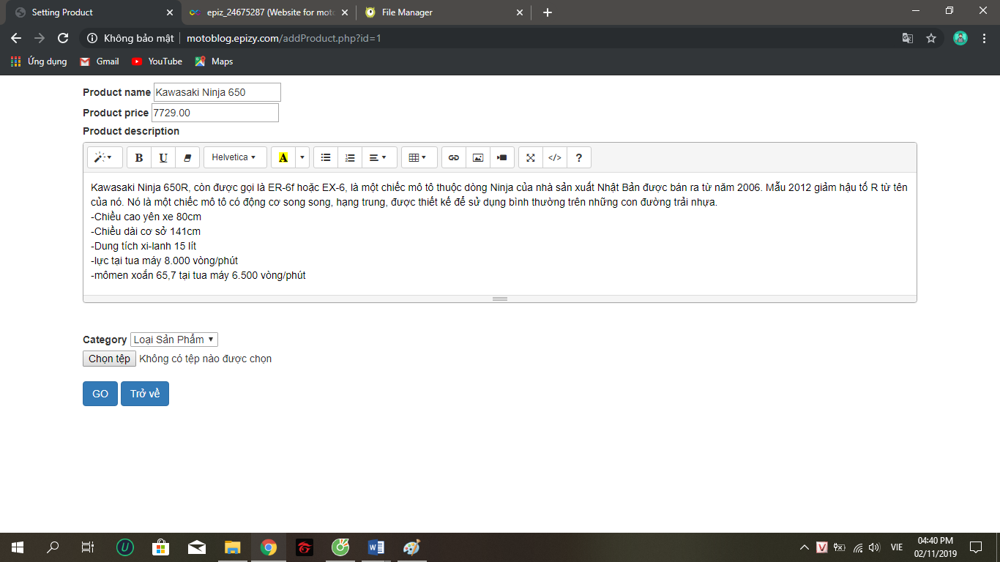 Setting Product
epiz_24675287 (Website for moto
File Manager
Không bảo mật
motoblog.epizy.com/addProduct.php?id=1
Ứng dụng
Gmail
YouTube
Maps
Product name Kawasaki Ninja 650
Product price 7729.00
Product description
B U Helvetica A </> ?
Kawasaki Ninja 650R, còn được gọi là ER-6f hoặc EX-6, là một chiếc mô tô thuộc dòng Ninja của nhà sản xuất Nhật Bản được bán ra từ năm 2006. Mẫu 2012 giảm hậu tố R từ tên
của nó. Nó là một chiếc mô tô có động cơ song song, hạng trung, được thiết kế để sử dụng bình thường trên những con đường trải nhựa.
-Chiều cao yên xe 80cm
-Chiều dài cơ sở 141cm
-Dung tích xi-lanh 15 lít
-lực tại tua máy 8.000 vòng/phút
-mômen xoắn 65,7 tại tua máy 6.500 vòng/phút
Category Loại Sản Phẩm
Chọn tệp Không có tệp nào được chọn
GO Trở về
VIE
04:40 PM
02/11/2019